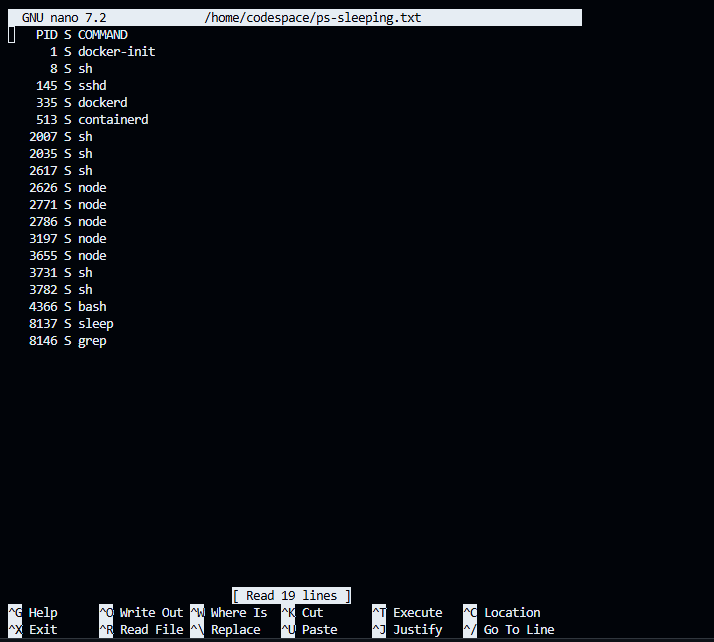 GNU nano 7.2 /home/codespace/ps-sleeping.txt
PID S COMMAND
1 S docker-init
8 S sh
145 S sshd
335 S dockerd
513 S containerd
2007 S sh
2035 S sh
2617 S sh
2626 S node
2771 S node
2786 S node
3197 S node
3655 S node
3731 S sh
3782 S sh
4366 S bash
8137 S sleep
8146 S grep
[ Read 19 lines ]
^G Help ^O Write Out ^W Where Is ^K Cut ^T Execute ^C Location
^X Exit ^R Read File ^\ Replace ^U Paste ^J Justify ^/ Go To Line